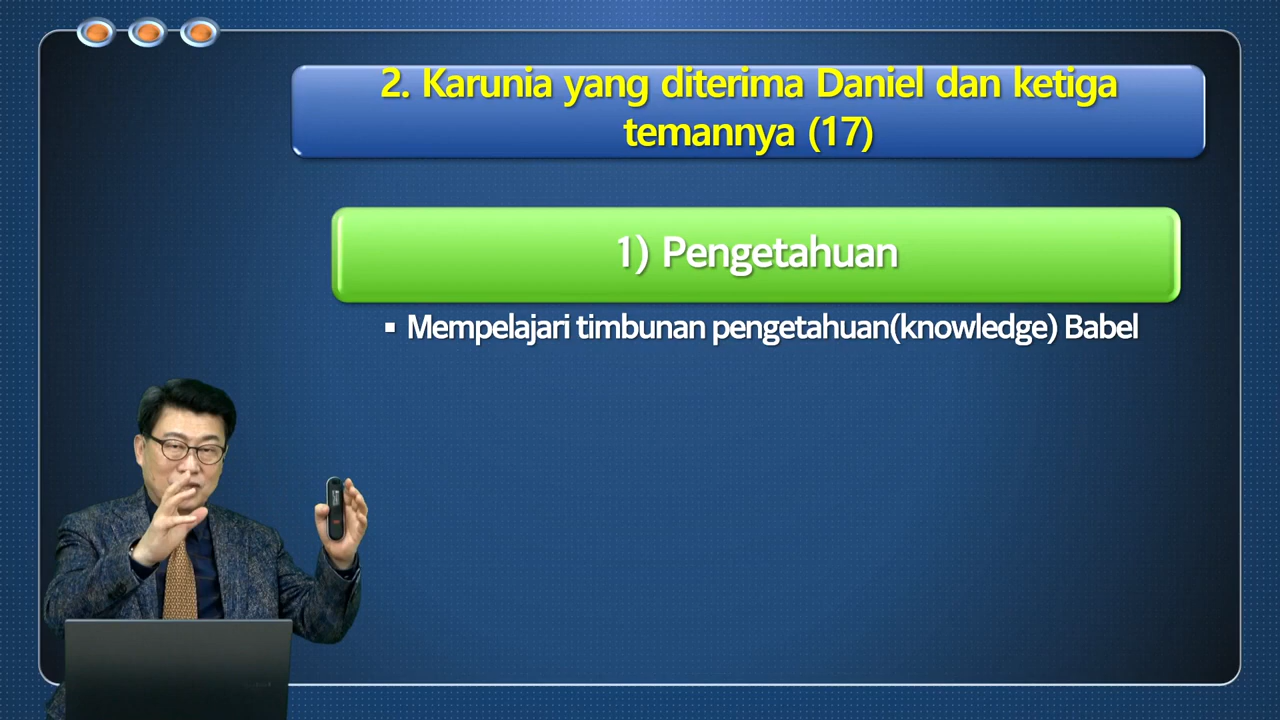 2. Karunia yang diterima Daniel dan ketiga
temannya (17)
1) Pengetahuan
▪ Mempelajari timbunan pengetahuan(knowledge) Babel